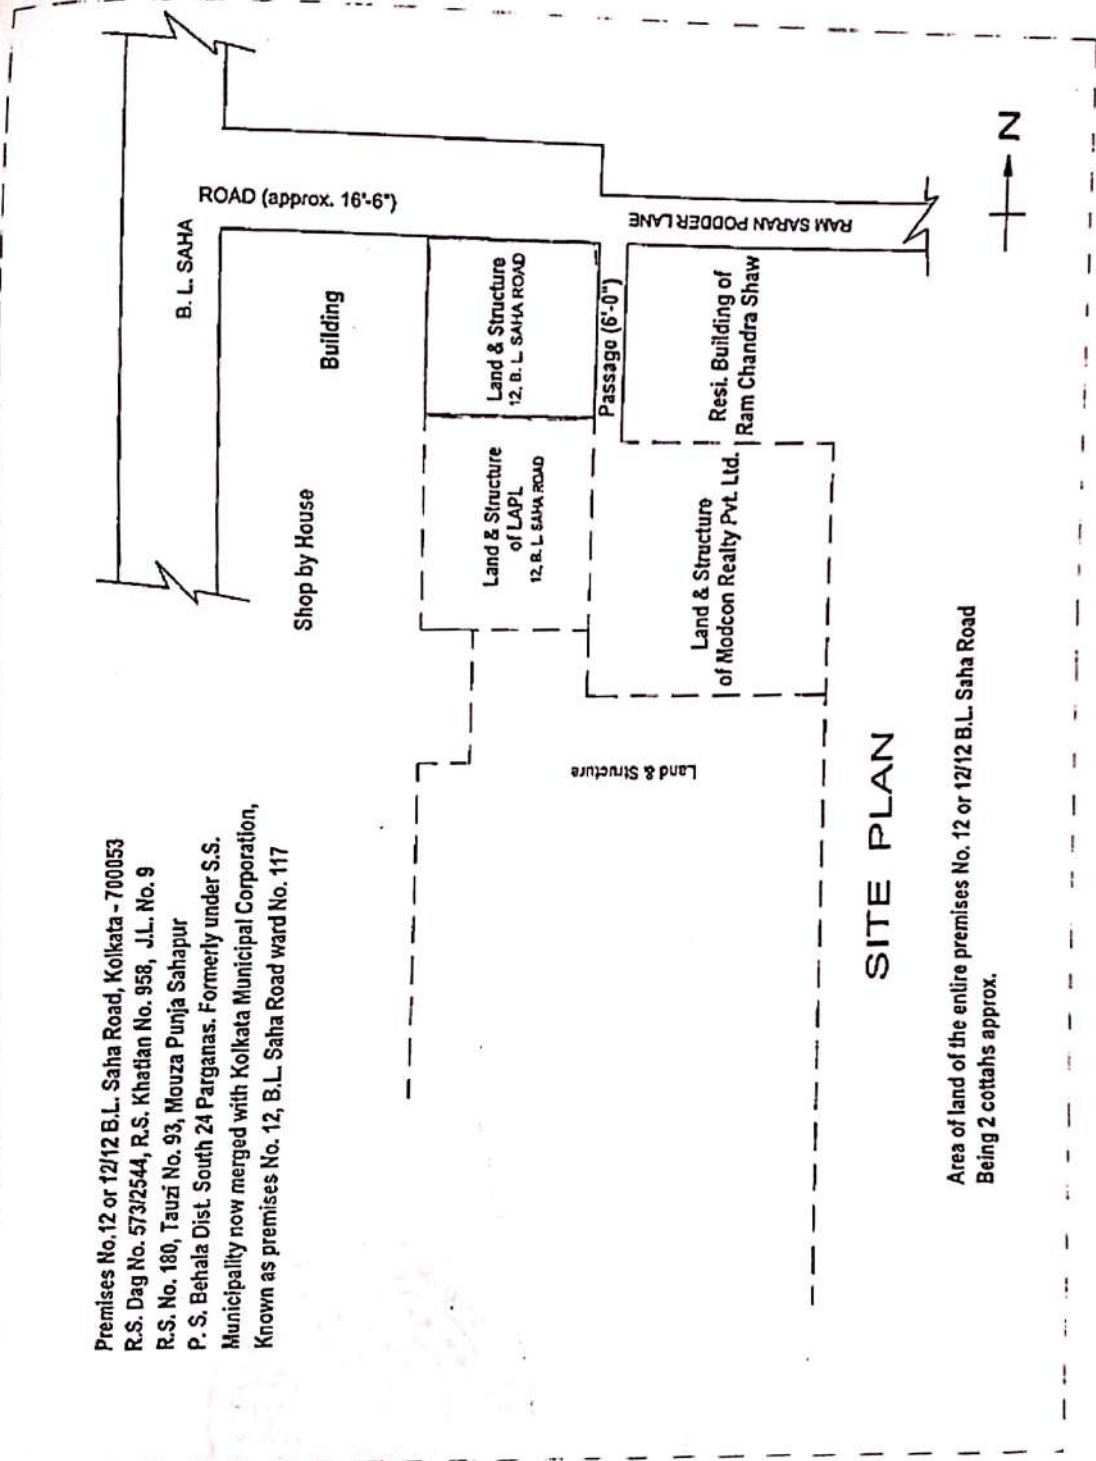 Premises No.12 or 12/12 B.L. Saha Road, Kolkata - 700053
R.S. Dag No. 573/2544, R.S. Khatian No. 958, J.L. No. 9
R.S. No. 180, Tauzi No. 93, Mouza Punja Sahapur
P. S. Behala Dist. South 24 Parganas. Formerly under S.S.
Municipality now merged with Kolkata Municipal Corporation,
Known as premises No. 12, B.L. Saha Road ward No. 117
B. L. SAHA
ROAD (approx. 16'-6")
Shop by House
Building
Land & Structure
of LAPL
12, B. L. SAHA ROAD
Land & Structure
12, B. L. SAHA ROAD
Passage (6'-0")
RAM SARAN PODDER LANE
Land & Structure
Land & Structure
of Modcon Realty Pvt. Ltd.
Resi. Building of
Ram Chandra Shaw
SITE PLAN
Area of land of the entire premises No. 12 or 12/12 B.L. Saha Road
Being 2 cottahs approx.
N